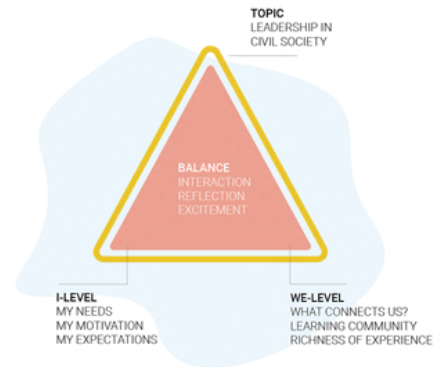 TOPIC
LEADERSHIP IN
CIVIL SOCIETY
BALANCE
INTERACTION
REFLECTION
EXCITEMENT
I-LEVEL
MY NEEDS
MY MOTIVATION
MY EXPECTATIONS
WE-LEVEL
WHAT CONNECTS US?
LEARNING COMMUNITY
RICHNESS OF EXPERIENCE